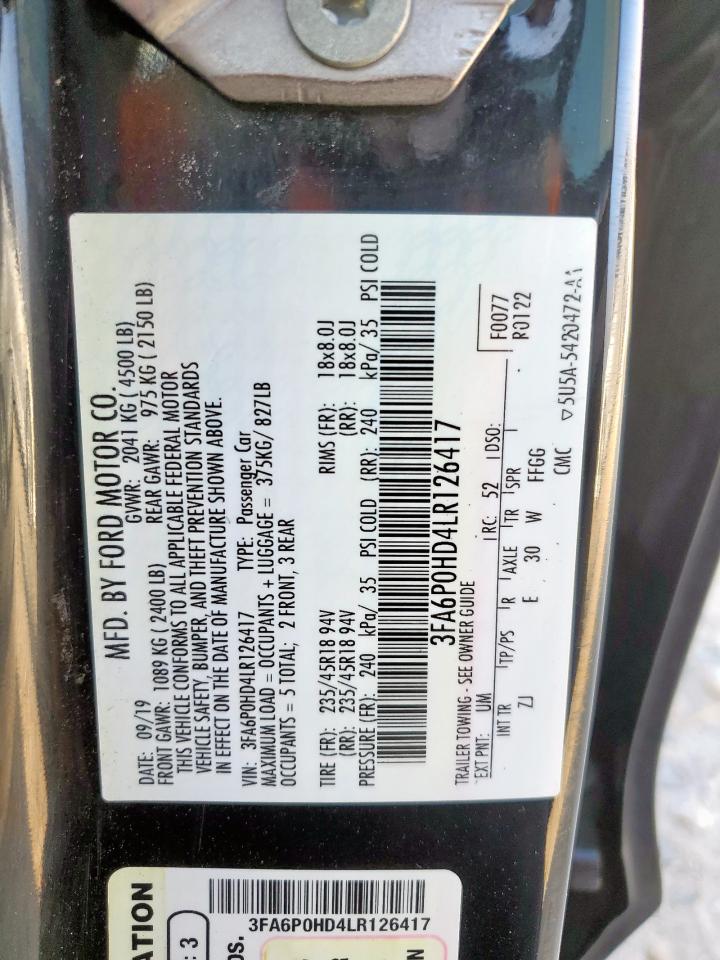 MFD. BY FORD MOTOR CO.
DATE: 09/19 GVWR: 2041 KG ( 4500 LB)
FRONT GAWR: 1089 KG ( 2400 LB) REAR GAWR: 975 KG ( 2150 LB)
THIS VEHICLE CONFORMS TO ALL APPLICABLE FEDERAL MOTOR
VEHICLE SAFETY, BUMPER, AND THEFT PREVENTION STANDARDS
IN EFFECT ON THE DATE OF MANUFACTURE SHOWN ABOVE.
VIN: 3FA6P0HD4LR126417 TYPE: Passenger Car
MAXIMUM LOAD = OCCUPANTS + LUGGAGE = 375KG/ 827LB
OCCUPANTS = 5 TOTAL; 2 FRONT, 3 REAR
TIRE (FR): 235/45R18 94V RIMS (FR): 18x8.0J
(RR): 235/45R18 94V (RR): 18x8.0J
PRESSURE (FR): 240 kPa/ 35 PSI COLD (RR): 240 kPa/ 35 PSI COLD
3FA6P0HD4LR126417
TRAILER TOWING - SEE OWNER GUIDE
F0077
EXT PNT: UM RC: 52 DSO: R0122
INT TR TP/PS R AXLE TR SPR
ZJ E 30 W FFGG
CMC 5U5A-5420472-AA
ATION
: 3
OS.
3FA6P0HD4LR126417